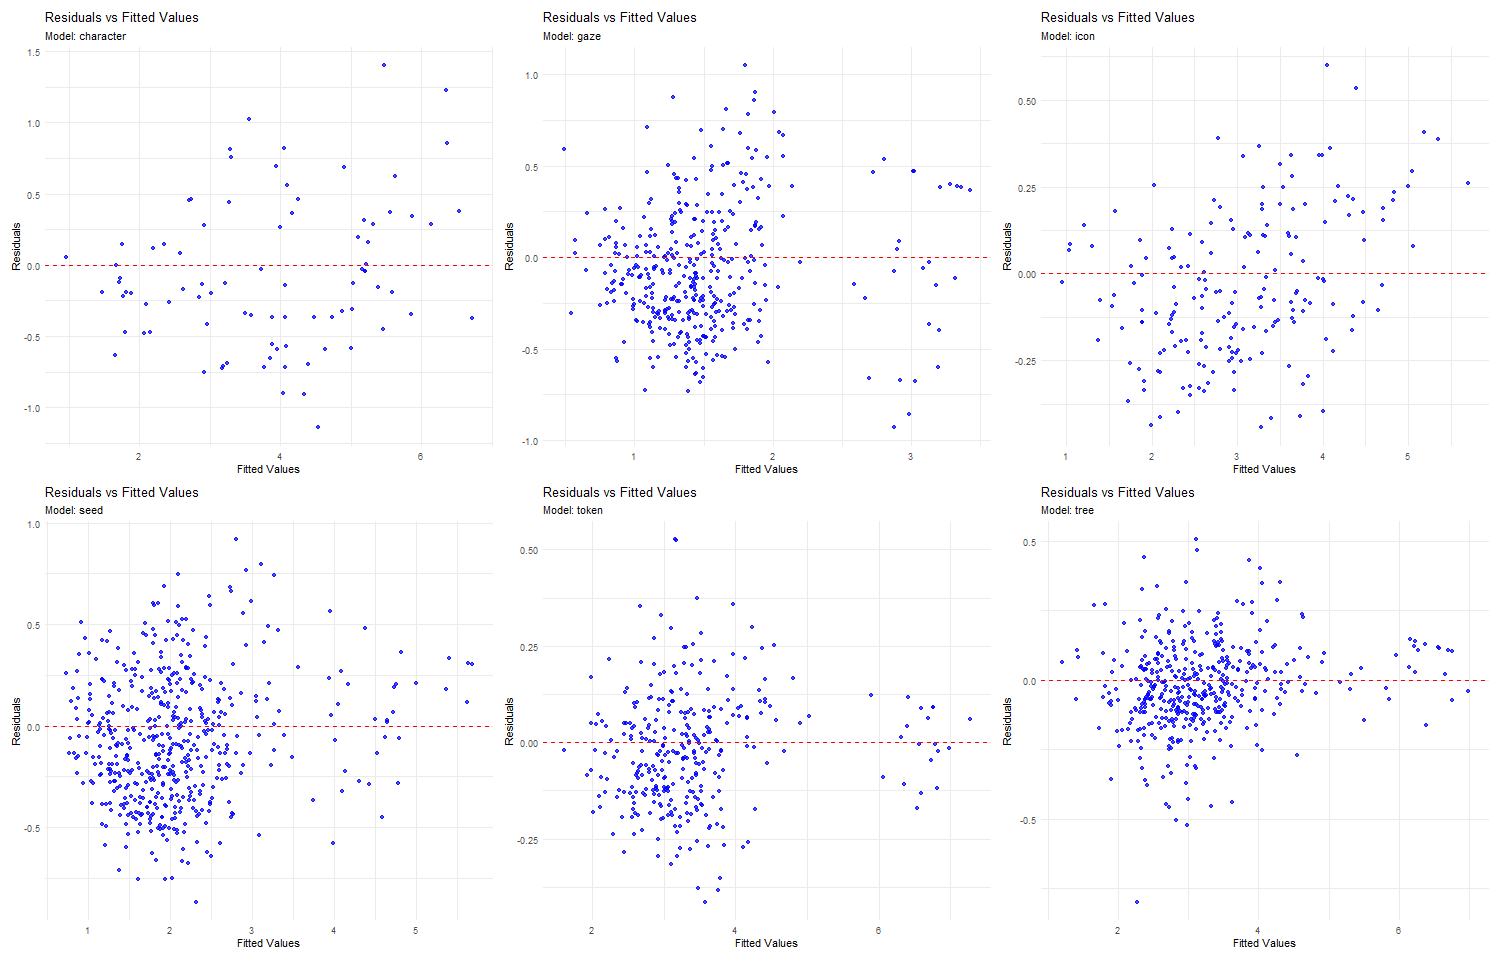 Residuals vs Fitted Values
Model: character
1.5
1.0
0.5
0.0
-0.5
-1.0
Residuals
2
4
6
Fitted Values
Residuals vs Fitted Values
Model: gaze
1.0
0.5
0.0
-0.5
-1.0
Residuals
1
2
3
Fitted Values
Residuals vs Fitted Values
Model: icon
0.50
0.25
0.00
-0.25
Residuals
1
2
3
4
5
Fitted Values
Residuals vs Fitted Values
Model: seed
1.0
0.5
0.0
-0.5
Residuals
1
2
3
4
5
Fitted Values
Residuals vs Fitted Values
Model: token
0.50
0.25
0.00
-0.25
Residuals
2
4
6
Fitted Values
Residuals vs Fitted Values
Model: tree
0.5
0.0
-0.5
Residuals
2
4
6
Fitted Values